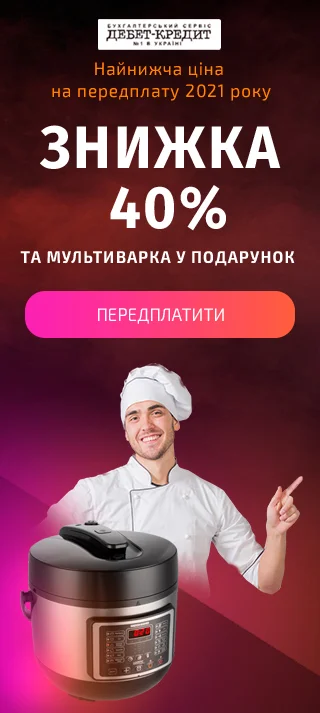 БУХГАЛТЕРСЬКИЙ СЕРВІС
ДЕБЕТ-КРЕДИТ
№1 В УКРАЇНІ
Найнижча ціна
на передплату 2021 року
ЗНИЖКА
40%
ТА МУЛЬТИВАРКА У ПОДАРУНОК
ПЕРЕДПЛАТИТИ